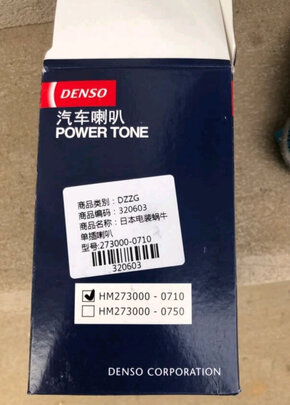 DENSO
汽车喇叭
POWER TONE
商品类别：DZZG
商品编码：320603
商品名称：日本电装蜗牛
单插喇叭
型号:273000-0710
320603
HM273000 - 0710
HM273000 - 0750
DENSO CORPORATION